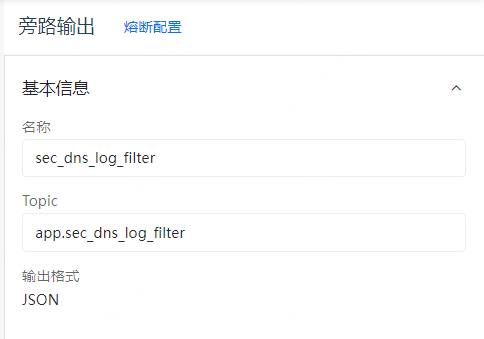 旁路输出 熔断配置
基本信息
名称
sec_dns_log_filter
Topic
app.sec_dns_log_filter
输出格式
JSON